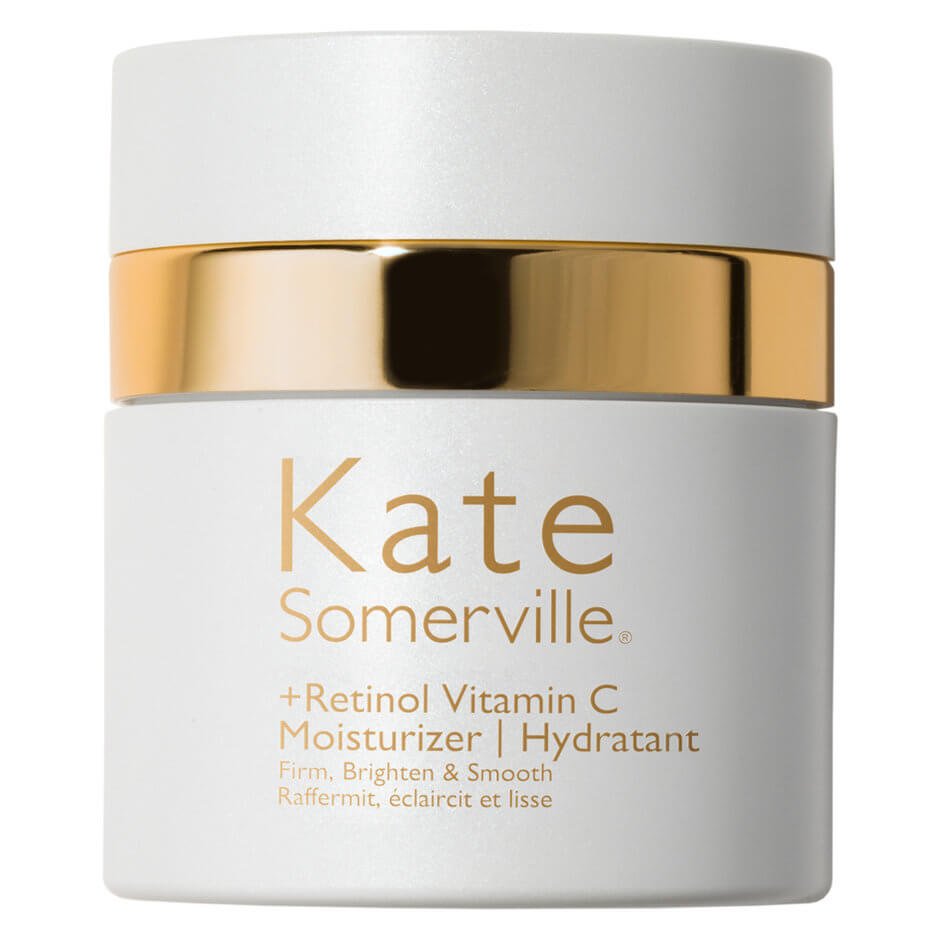 Kate
Somerville®
+Retinol Vitamin C
Moisturizer | Hydratant
Firm, Brighten & Smooth
Raffermit, éclaircit et lisse